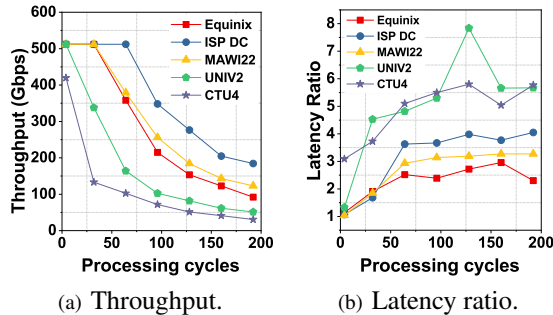 600
500
400
300
200
100
0
Throughput (Gbps)
Equinix
ISP DC
MAWI22
UNIV2
CTU4
0 50 100 150 200
Processing cycles
(a) Throughput.
8
7
6
5
4
3
2
1
Latency Ratio
Equinix
ISP DC
MAWI22
UNIV2
CTU4
0 50 100 150 200
Processing cycles
(b) Latency ratio.